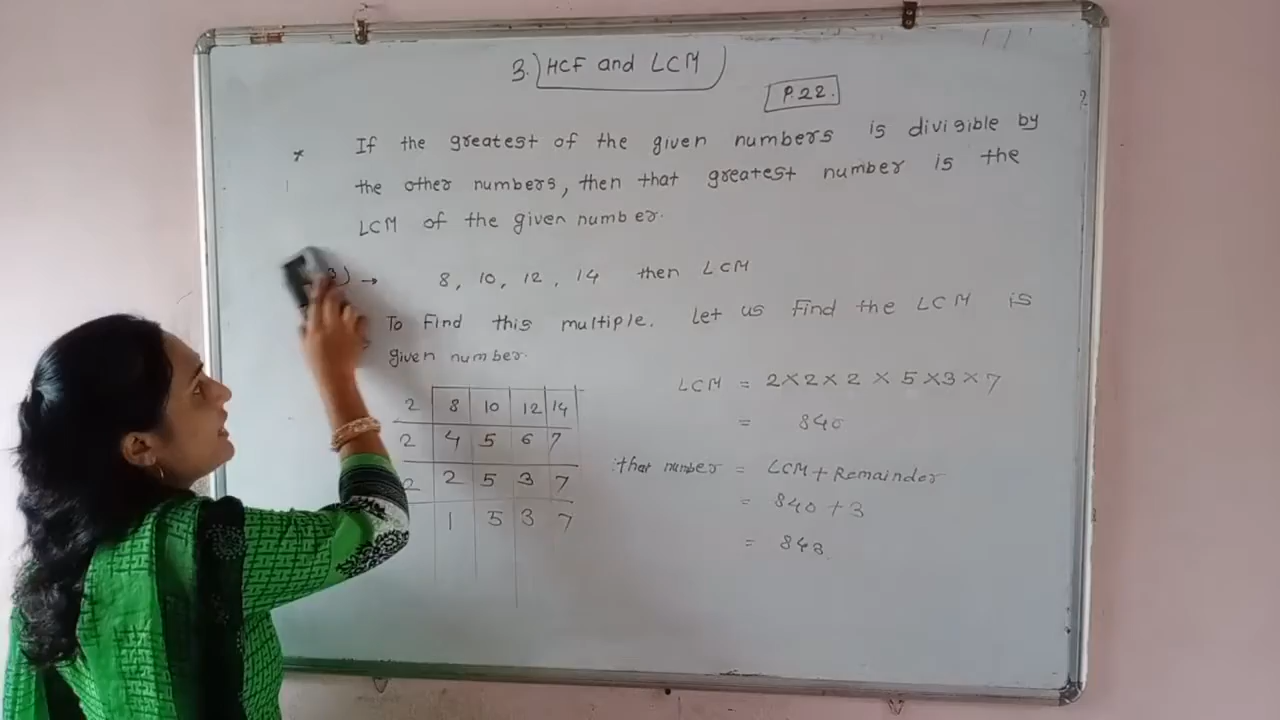 3.) HCF and LCM
P.22.
* If the greatest of the given numbers is divisible by
the other numbers, then that greatest number is the
LCM of the given number.
3) → 8, 10, 12, 14 then LCM
To Find this multiple. Let us Find the LCM is
given number.
2 8 10 12 14
2 4 5 6 7
2 2 5 3 7
1 5 3 7
LCM = 2×2×2×5×3×7
= 840
that number = LCM + Remainder
= 840 + 3
= 843.